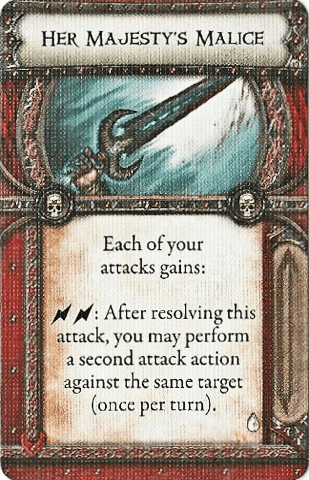 HER MAJESTY'S MALICE
Each of your
attacks gains:
: After resolving this
attack, you may perform
a second attack action
against the same target
(once per turn).